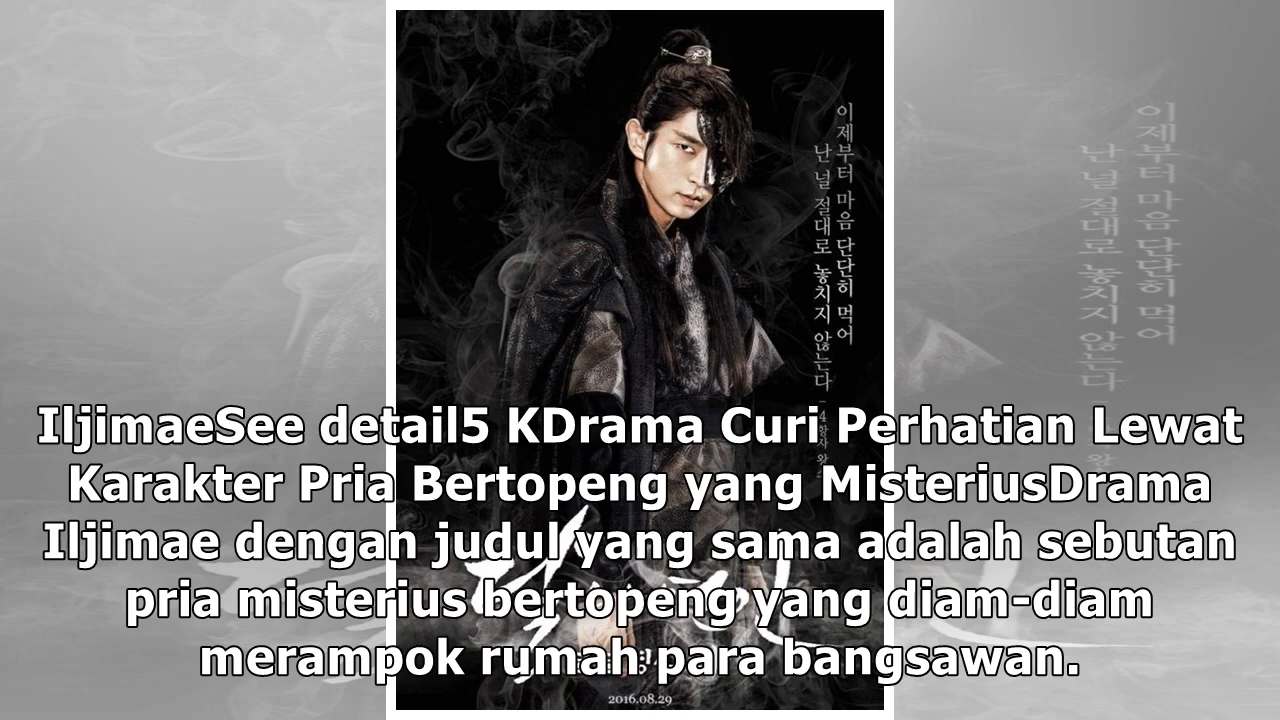 이제부터 마음 단단히 먹어
난 널 절대로 놓치지 않는다
IljimaeSee detail5 KDrama Curi Perhatian Lewat
Karakter Pria Bertopeng yang MisteriusDrama
Iljimae dengan judul yang sama adalah sebutan
pria misterius bertopeng yang diam-diam
merampok rumah para bangsawan.
2016.08.29